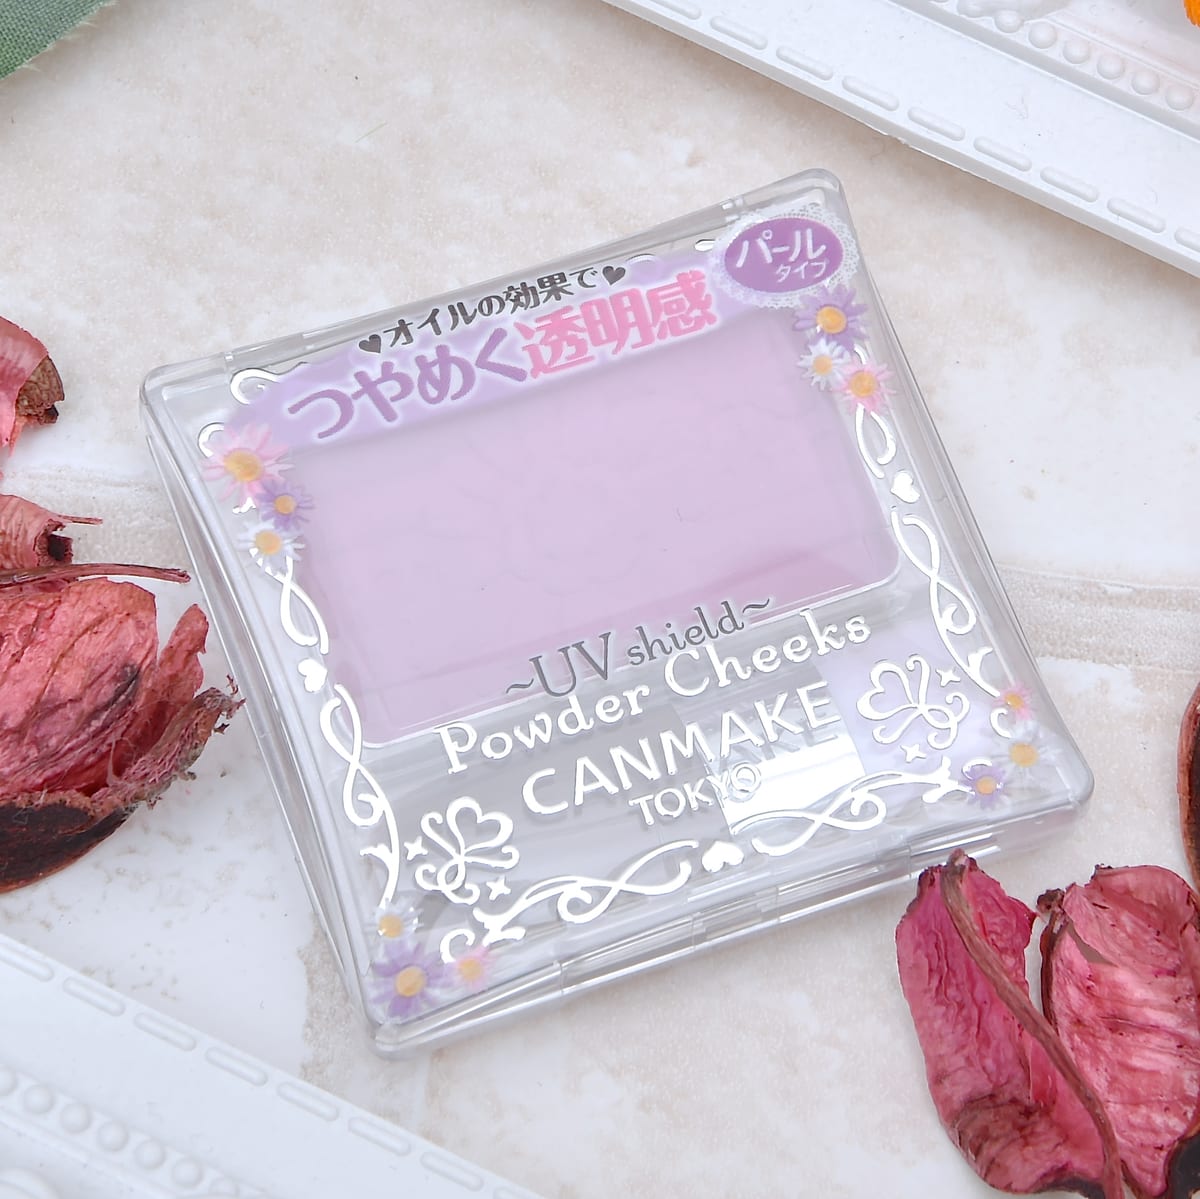 パール
タイプ
♥オイルの効果で♥
つやめく透明感
~UV shield~
Powder Cheeks
CANMAKE
TOKYO